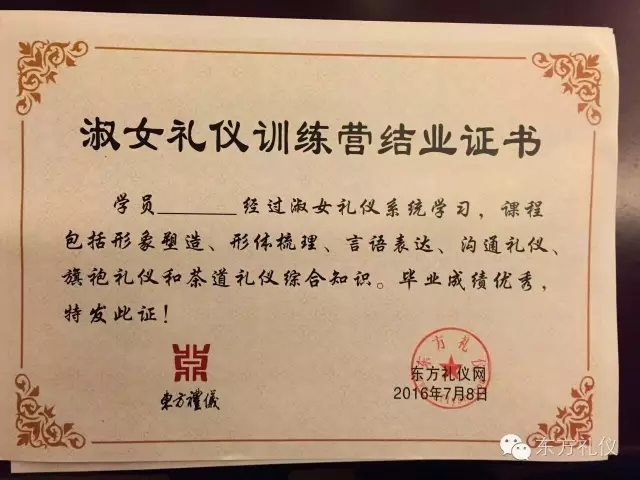 淑女礼仪训练营结业证书
学员________经过淑女礼仪系统学习，课程
包括形象塑造、形体梳理、言语表达、沟通礼仪、
旗袍礼仪和茶道礼仪综合知识。毕业成绩优秀，
特发此证！
東方禮儀
东方礼仪
东方礼仪网
2016年7月8日
东方礼仪